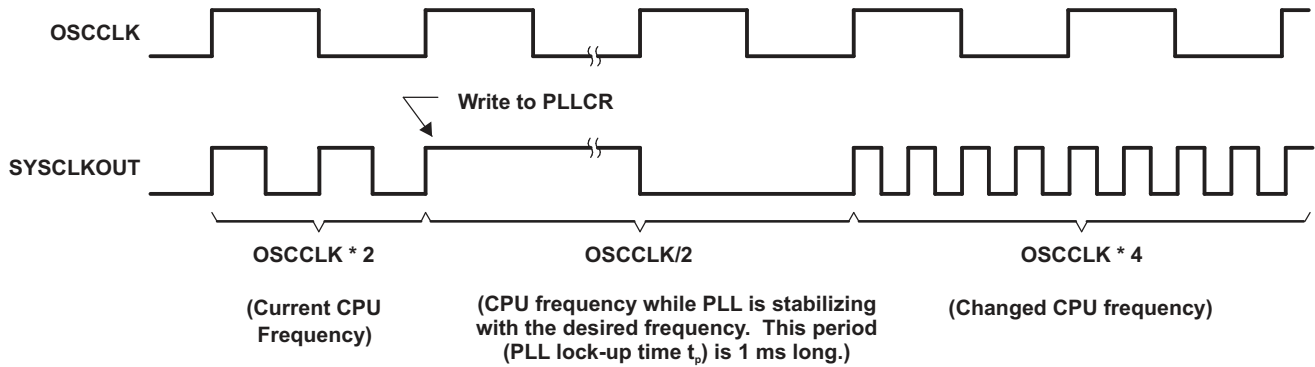 OSCCLK
Write to PLLCR
SYSCLKOUT
OSCCLK * 2
(Current CPU
Frequency)
OSCCLK/2
(CPU frequency while PLL is stabilizing
with the desired frequency. This period
(PLL lock-up time tp) is 1 ms long.)
OSCCLK * 4
(Changed CPU frequency)